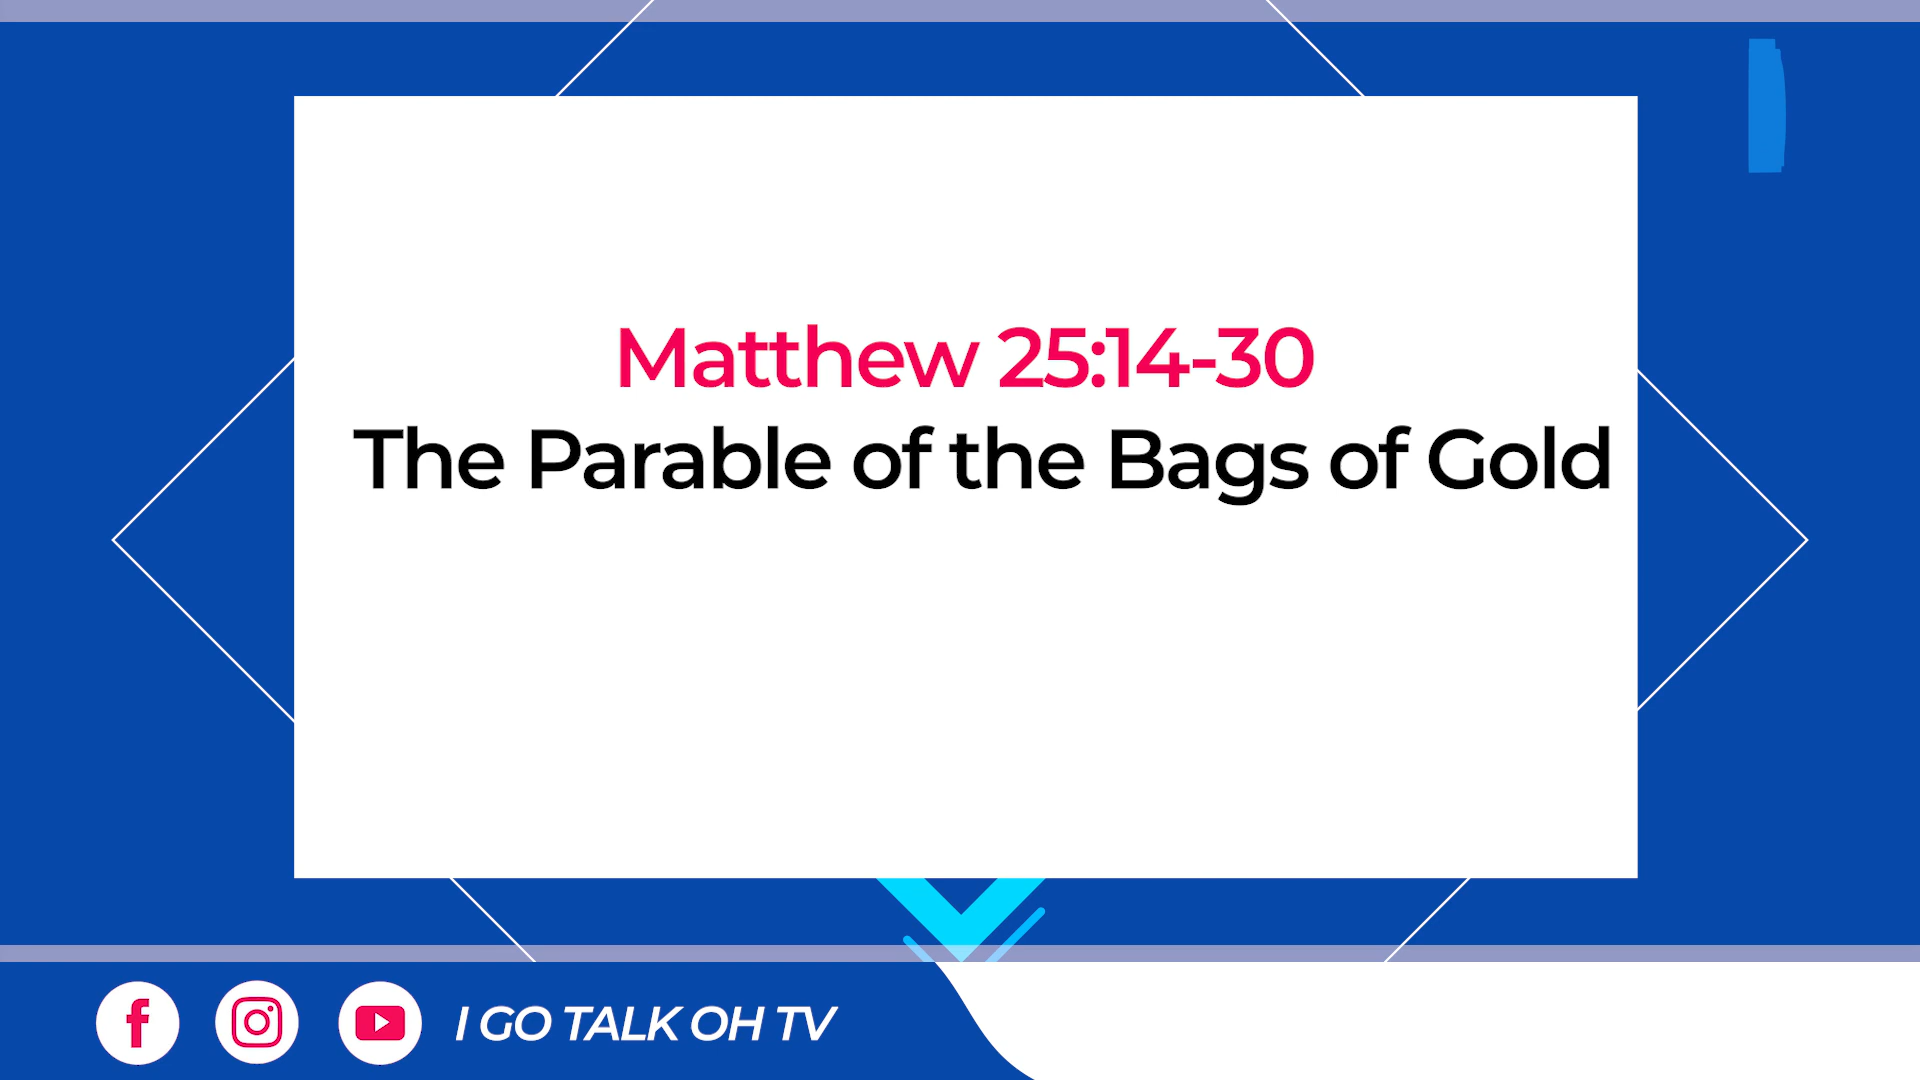 Matthew 25:14-30
The Parable of the Bags of Gold
I GO TALK OH TV